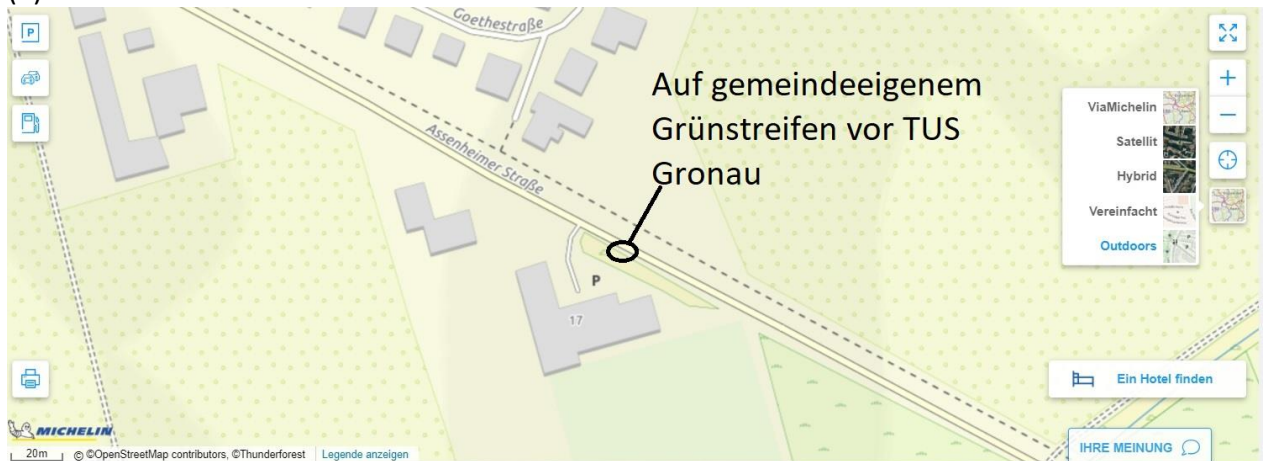 P
Goethestraße
Auf gemeindeeigenem
Grünstreifen vor TUS
Gronau
Assenheimer Straße
P
17
ViaMichelin
Satellit
Hybrid
Vereinfacht
Outdoors
Ein Hotel finden
MICHELIN
20m
© ©OpenStreetMap contributors, ©Thunderforest
Legende anzeigen
IHRE MEINUNG